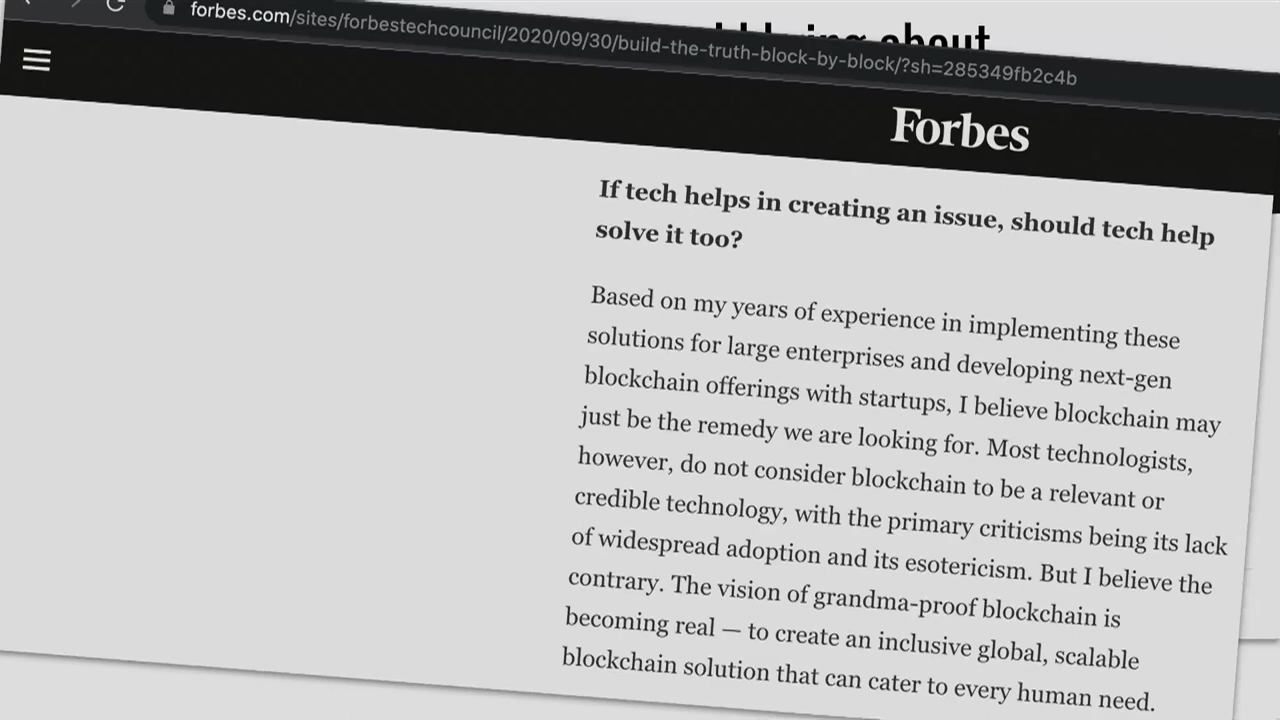 about
forbes.com/sites/forbestechcouncil/2020/09/30/build-the-truth-block-by-block/?sh=285349fb2c4b
Forbes
If tech helps in creating an issue, should tech help
solve it too?
Based on my years of experience in implementing these
solutions for large enterprises and developing next-gen
blockchain offerings with startups, I believe blockchain may
just be the remedy we are looking for. Most technologists,
however, do not consider blockchain to be a relevant or
credible technology, with the primary criticisms being its lack
of widespread adoption and its esotericism. But I believe the
contrary. The vision of grandma-proof blockchain is
becoming real — to create an inclusive global, scalable
blockchain solution that can cater to every human need.